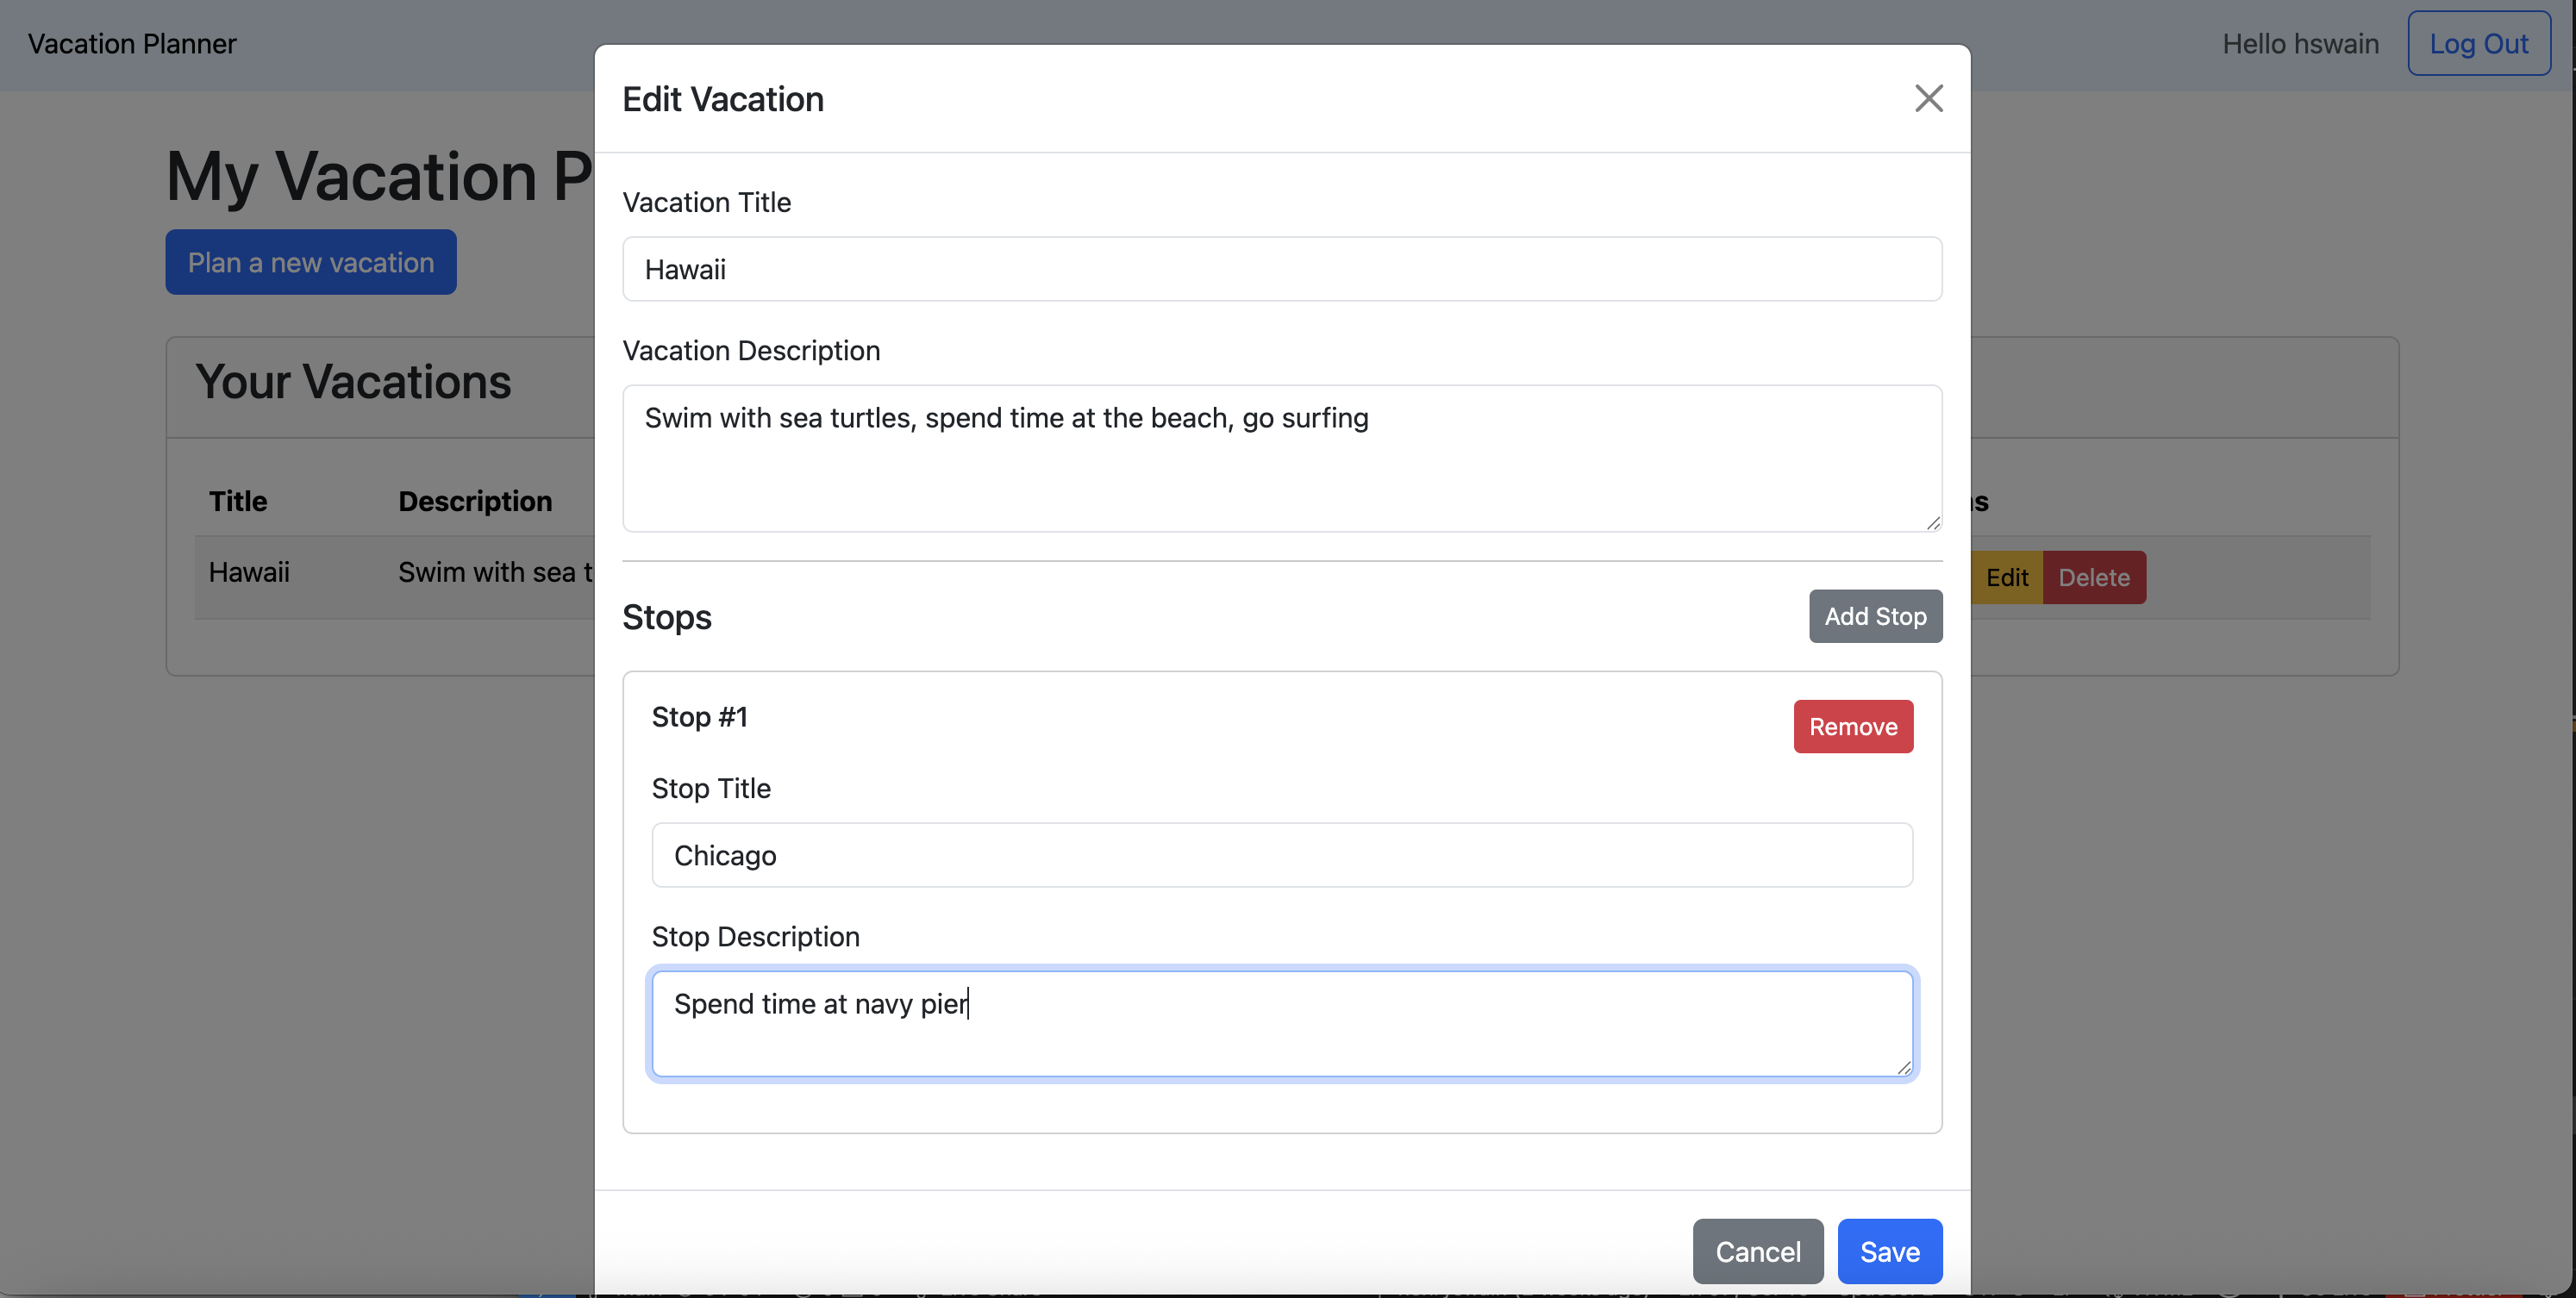 Vacation Planner
Hello hswain
Log Out
My Vacation P
Plan a new vacation
Your Vacations
Title
Description
Hawaii
Swim with sea t
Edit
Delete
Edit Vacation
Vacation Title
Hawaii
Vacation Description
Swim with sea turtles, spend time at the beach, go surfing
Stops
Add Stop
Stop #1
Remove
Stop Title
Chicago
Stop Description
Spend time at navy pier
Cancel
Save